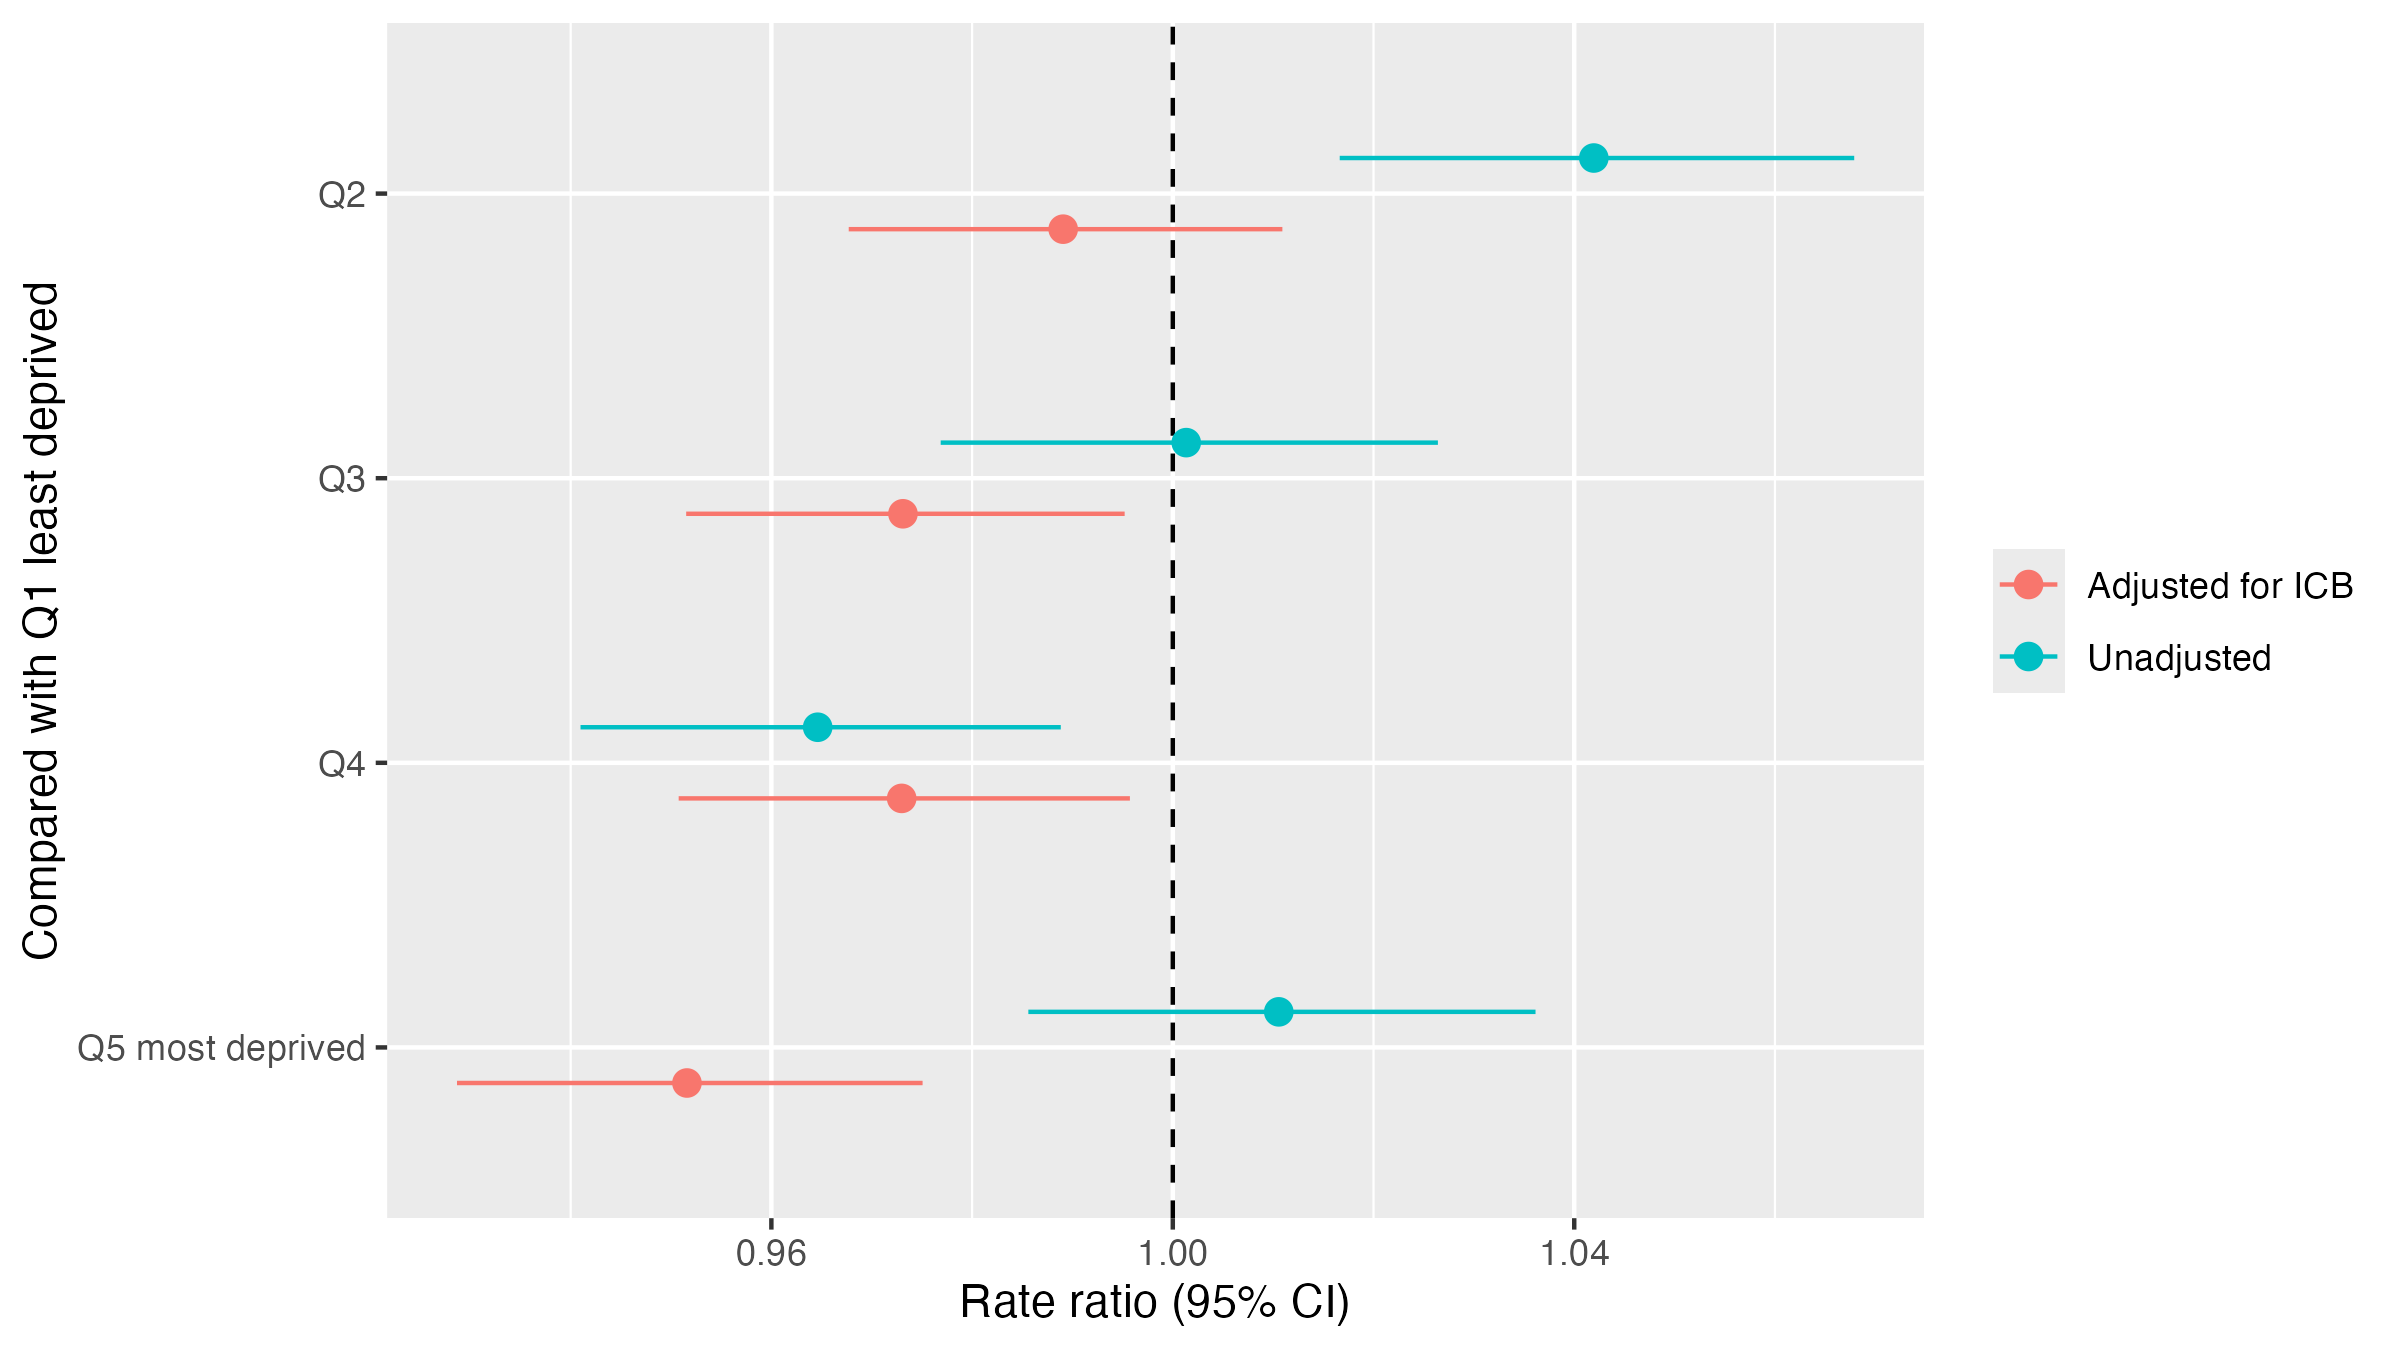 Compared with Q1 least deprived
Q2
Q3
Q4
Q5 most deprived
0.96
1.00
1.04
Rate ratio (95% CI)
Adjusted for ICB
Unadjusted